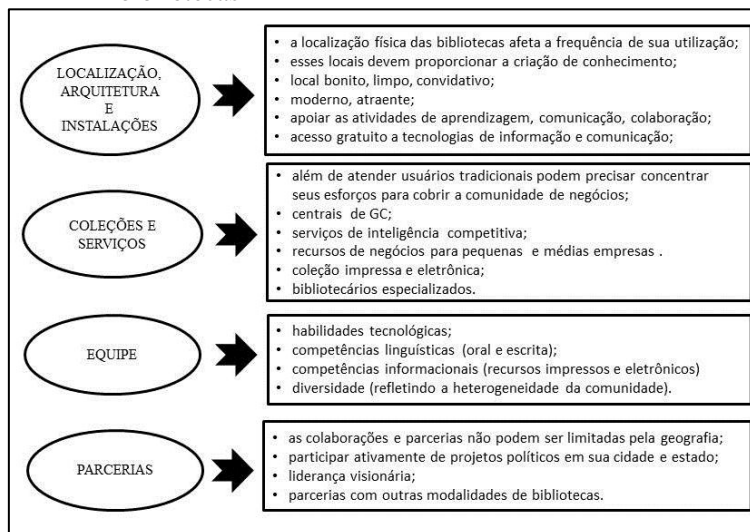 LOCALIZAÇÃO,
ARQUITETURA
E
INSTALAÇÕES
• a localização física das bibliotecas afeta a frequência de sua utilização;
• esses locais devem proporcionar a criação de conhecimento;
• local bonito, limpo, convidativo;
• moderno, atraente;
• apoiar as atividades de aprendizagem, comunicação, colaboração;
• acesso gratuito a tecnologias de informação e comunicação;
COLEÇÕES E
SERVIÇOS
• além de atender usuários tradicionais podem precisar concentrar
seus esforços para cobrir a comunidade de negócios;
• centrais de GC;
• serviços de inteligência competitiva;
• recursos de negócios para pequenas e médias empresas .
• coleção impressa e eletrônica;
• bibliotecários especializados.
EQUIPE
• habilidades tecnológicas;
• competências linguísticas (oral e escrita);
• competências informacionais (recursos impressos e eletrônicos)
• diversidade (refletindo a heterogeneidade da comunidade).
PARCERIAS
• as colaborações e parcerias não podem ser limitadas pela geografia;
• participar ativamente de projetos políticos em sua cidade e estado;
• liderança visionária;
• parcerias com outras modalidades de bibliotecas.